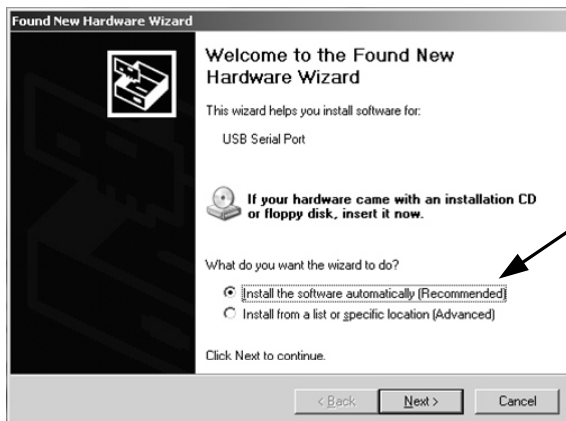 Found New Hardware Wizard
Welcome to the Found New
Hardware Wizard
This wizard helps you install software for:
USB Serial Port
If your hardware came with an installation CD
or floppy disk, insert it now.
What do you want the wizard to do?
Install the software automatically (Recommended)
Install from a list or specific location (Advanced)
Click Next to continue.
< Back
Next >
Cancel